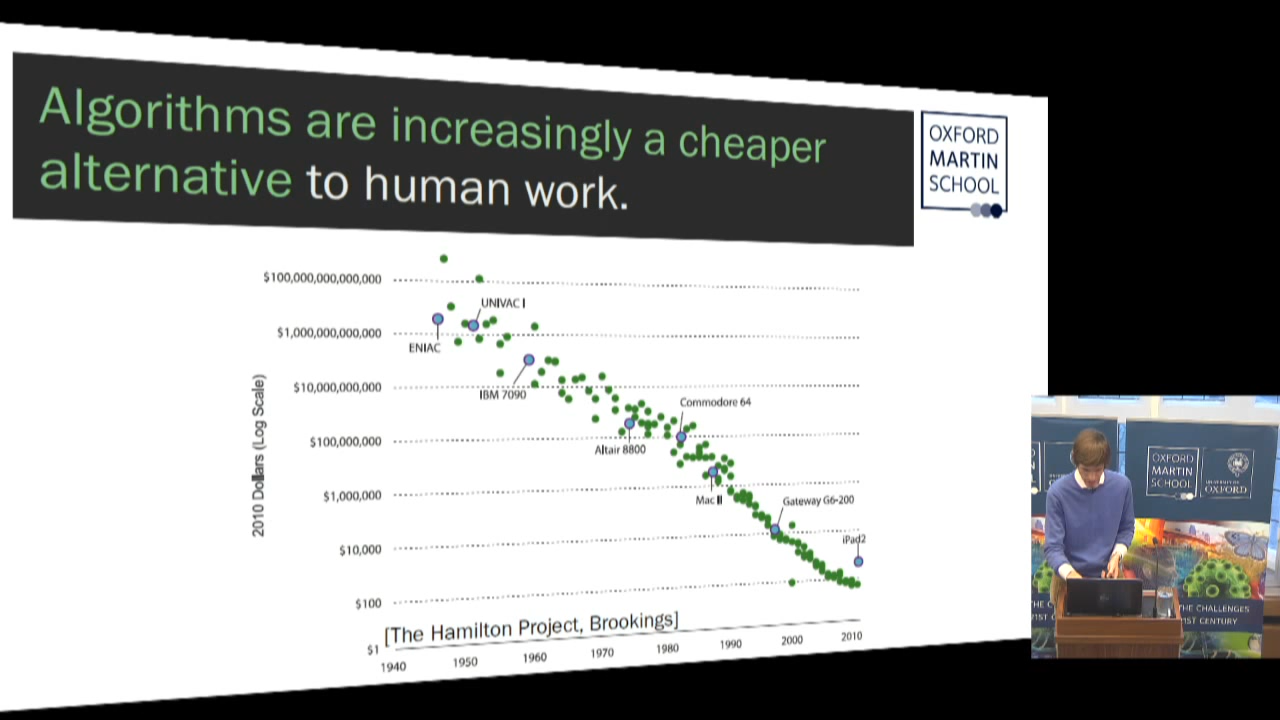 Algorithms are increasingly a cheaper
alternative to human work.
OXFORD
MARTIN
SCHOOL
2010 Dollars (Log Scale)
$100,000,000,000,000
$1,000,000,000,000
$10,000,000,000
$100,000,000
$1,000,000
$10,000
$100
$1
UNIVAC I
ENIAC
IBM 7090
Commodore 64
Altair 8800
Mac II
Gateway G6-200
iPad2
[The Hamilton Project, Brookings]
1940 1950 1960 1970 1980 1990 2000 2010
OXFORD
MARTIN
SCHOOL
UNIVERSITY OF
OXFORD
THE CHALLENGES
CENTURY